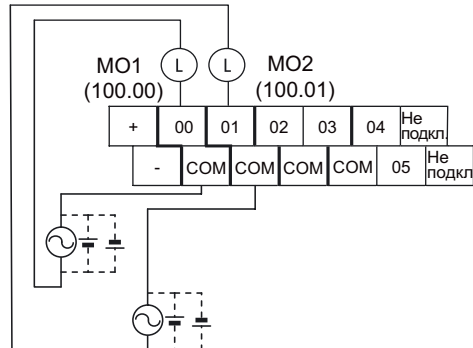 L L
MO1 MO2
(100.00) (100.01)
+ 00 01 02 03 04 Не подкл.
- COM COM COM COM 05 Не подкл